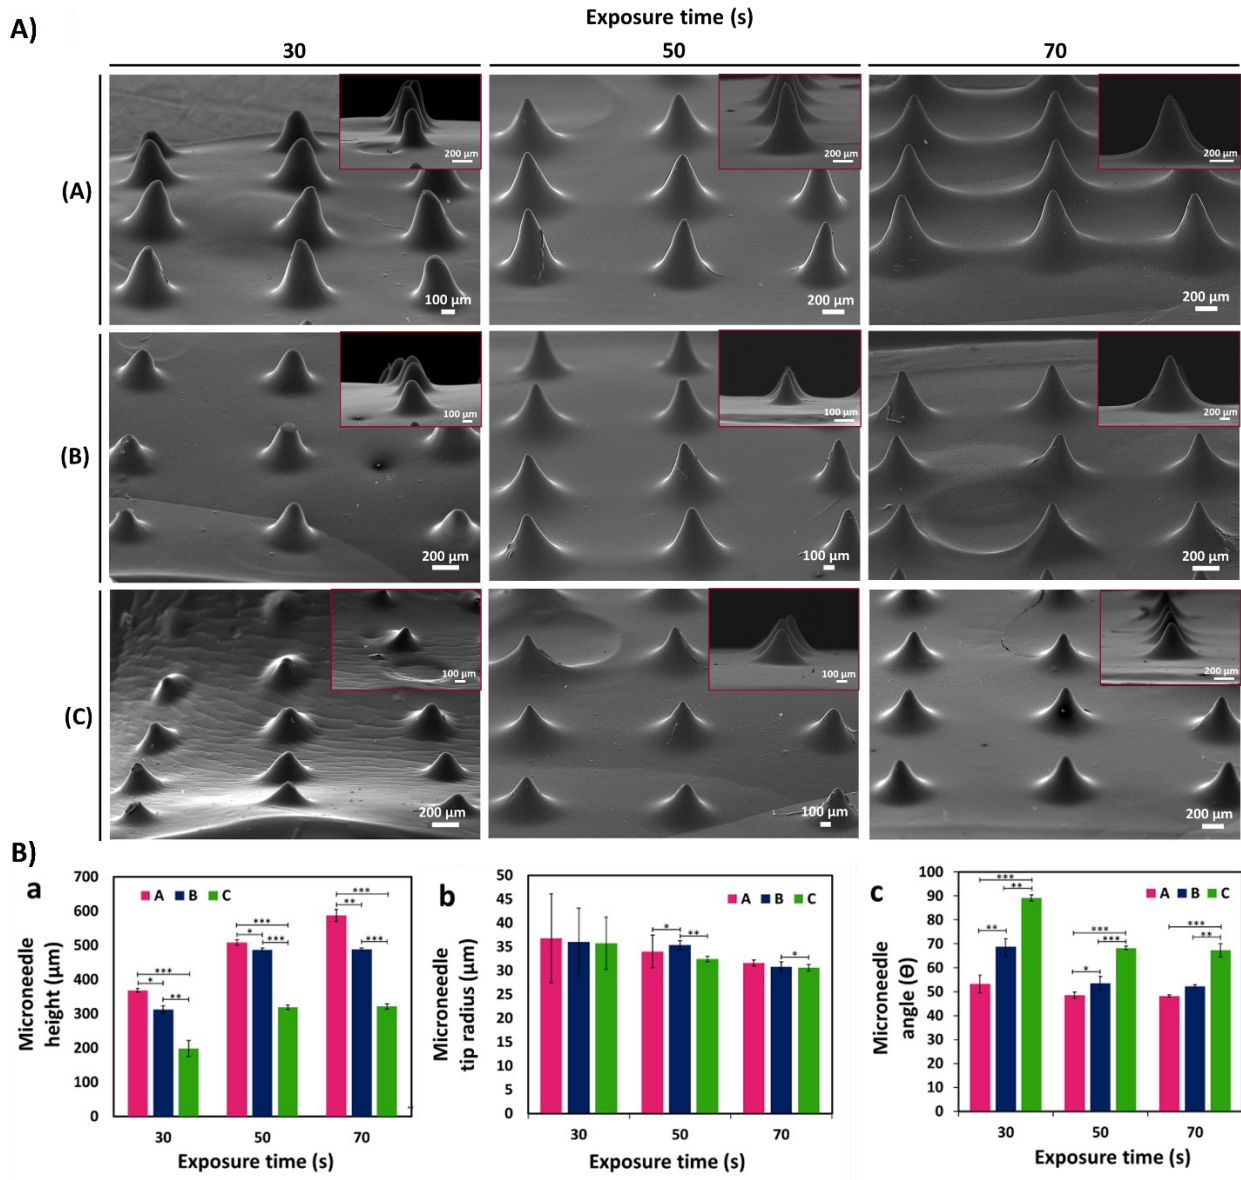 A)
Exposure time (s)
30 50 70
(A)
200 µm
200 µm
200 µm
100 µm
200 µm
200 µm
(B)
100 µm
100 µm
200 µm
200 µm
100 µm
200 µm
(C)
100 µm
100 µm
200 µm
200 µm
100 µm
200 µm
B)
a
A B C
Microneedle
height (µm)
700
600
500
400
300
200
100
0
***
*
**
***
*
***
***
**
***
30 50 70
Exposure time (s)
b
A B C
Microneedle
tip radius (µm)
50
45
40
35
30
25
20
15
10
5
0
*
**
*
30 50 70
Exposure time (s)
c
A B C
Microneedle
angle (Θ)
100
90
80
70
60
50
40
30
20
10
0
***
**
**
***
***
*
***
**
30 50 70
Exposure time (s)